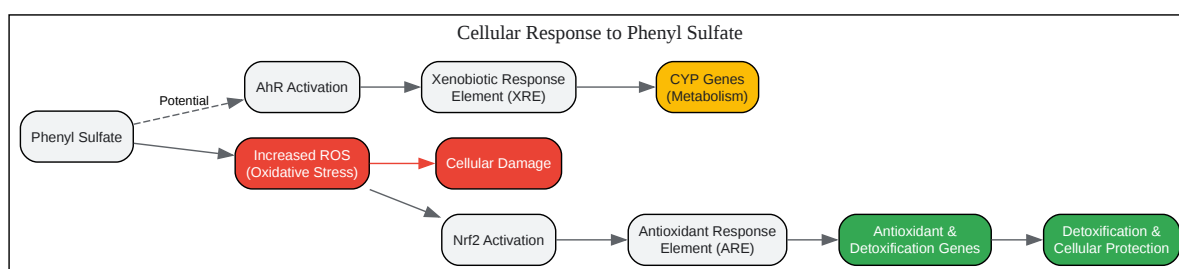 Cellular Response to Phenyl Sulfate
AhR Activation
Xenobiotic Response
Element (XRE)
CYP Genes
(Metabolism)
Potential
Phenyl Sulfate
Increased ROS
(Oxidative Stress)
Cellular Damage
Nrf2 Activation
Antioxidant Response
Element (ARE)
Antioxidant &
Detoxification Genes
Detoxification &
Cellular Protection